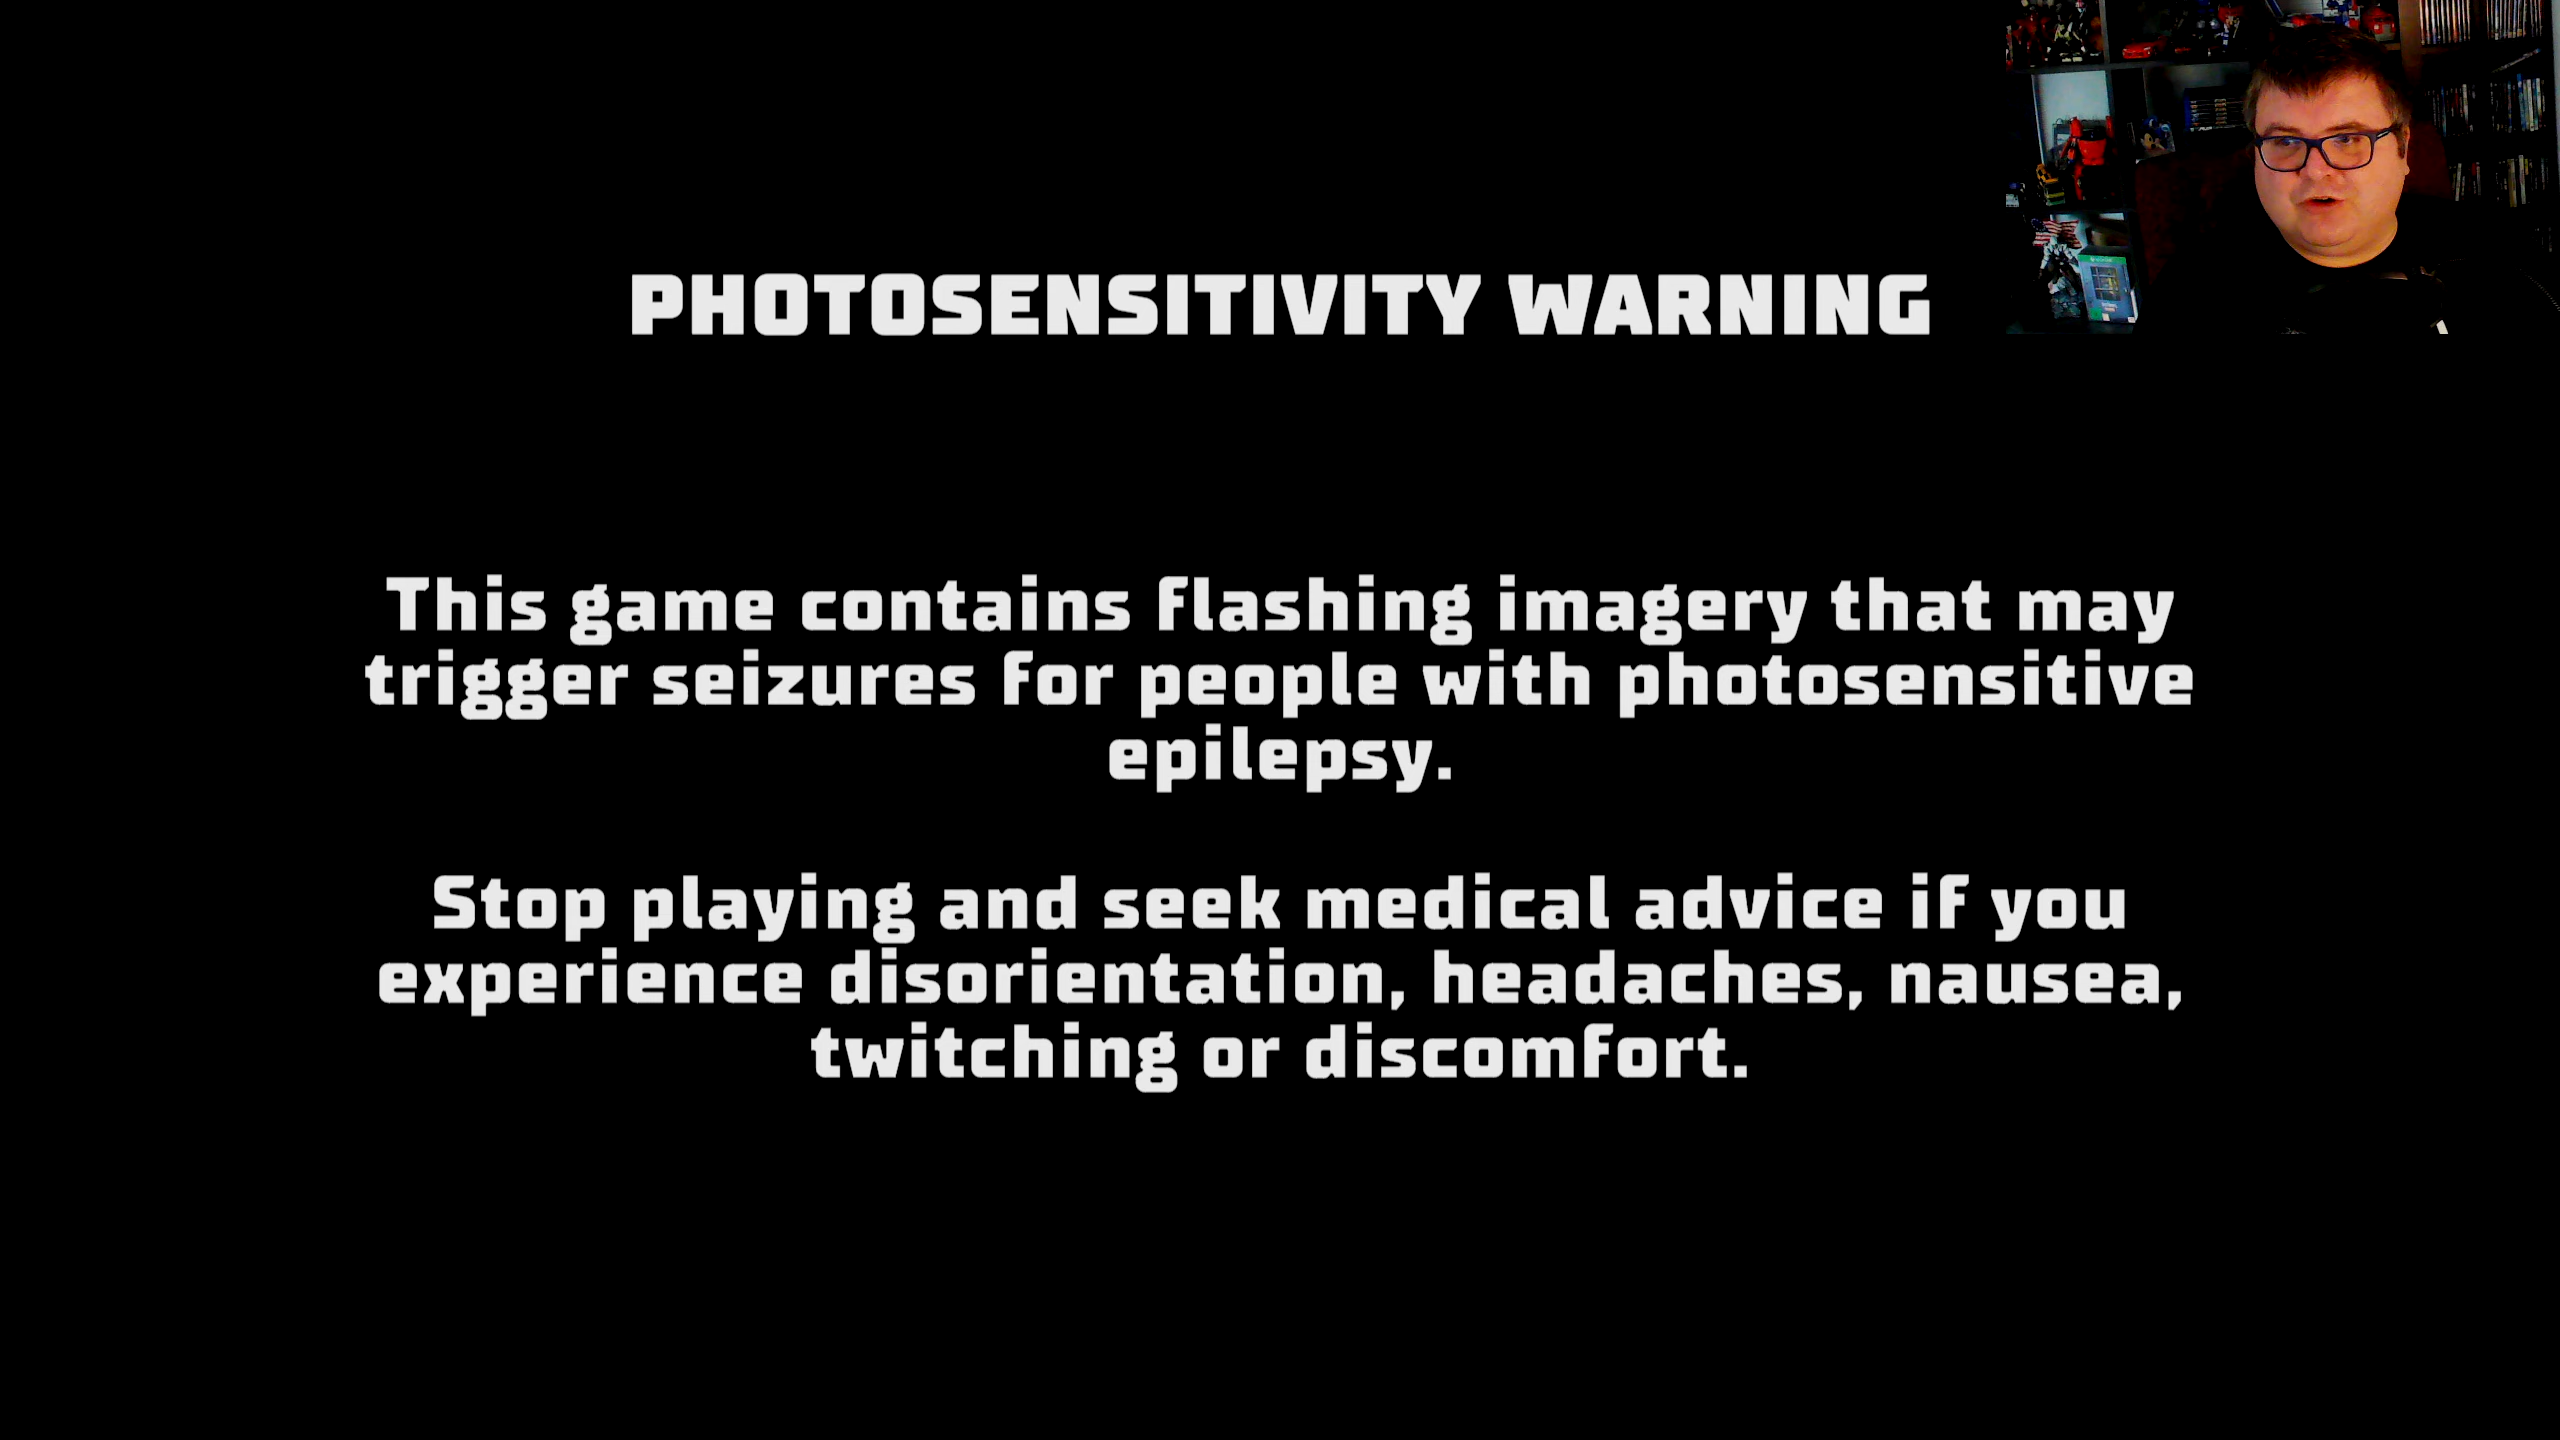 PHOTOSENSITIVITY WARNING
This game contains flashing imagery that may
trigger seizures for people with photosensitive
epilepsy.
Stop playing and seek medical advice if you
experience disorientation, headaches, nausea,
twitching or discomfort.